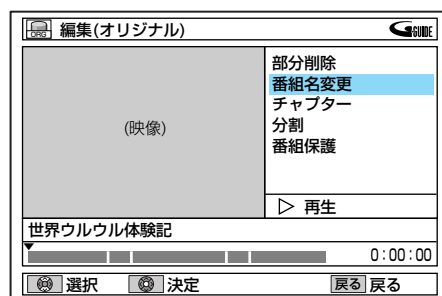 ORG 編集(オリジナル) GGUIDE
(映像)
部分削除
番組名変更
チャプター
分割
番組保護
再生
世界ウルウル体験記
0:00:00
選択 決定 戻る 戻る